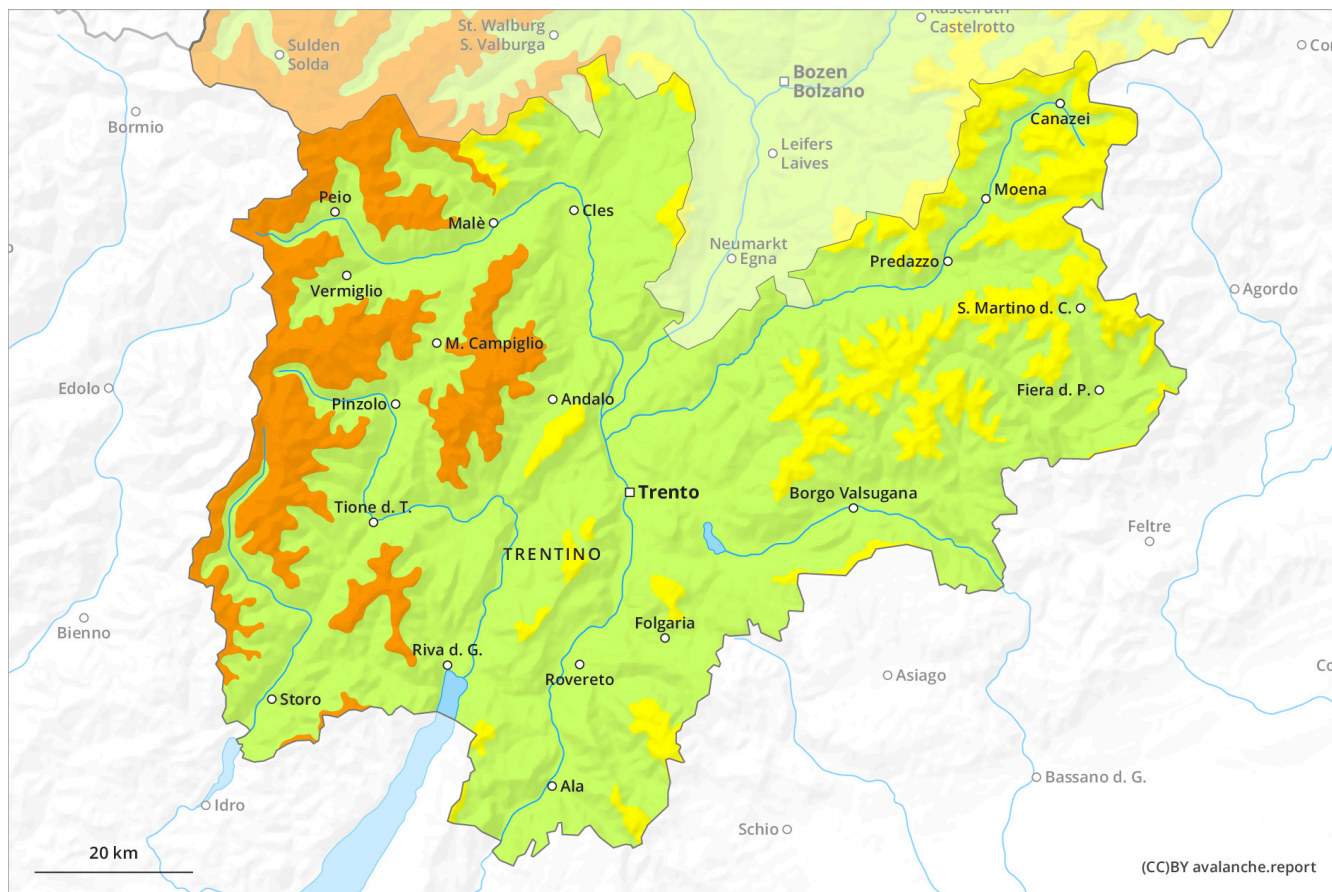 St. Walburg
S. Valburga
Castelrotto
Sulden
Solda
Bozen
Bolzano
Bormio
Canazei
Leifers
Laives
Peio
Moena
Malè
Cles
Neumarkt
Egna
Predazzo
Vermiglio
Agordo
S. Martino d. C.
M. Campiglio
Edolo
Fiera d. P.
Pinzolo
Andalo
Trento
Borgo Valsugana
Tione d. T.
Feltre
TRENTINO
Bienno
Folgaria
Riva d. G.
Rovereto
Asiago
Storo
Ala
Bassano d. G.
Idro
Schio
20 km
(CC)BY avalanche.report